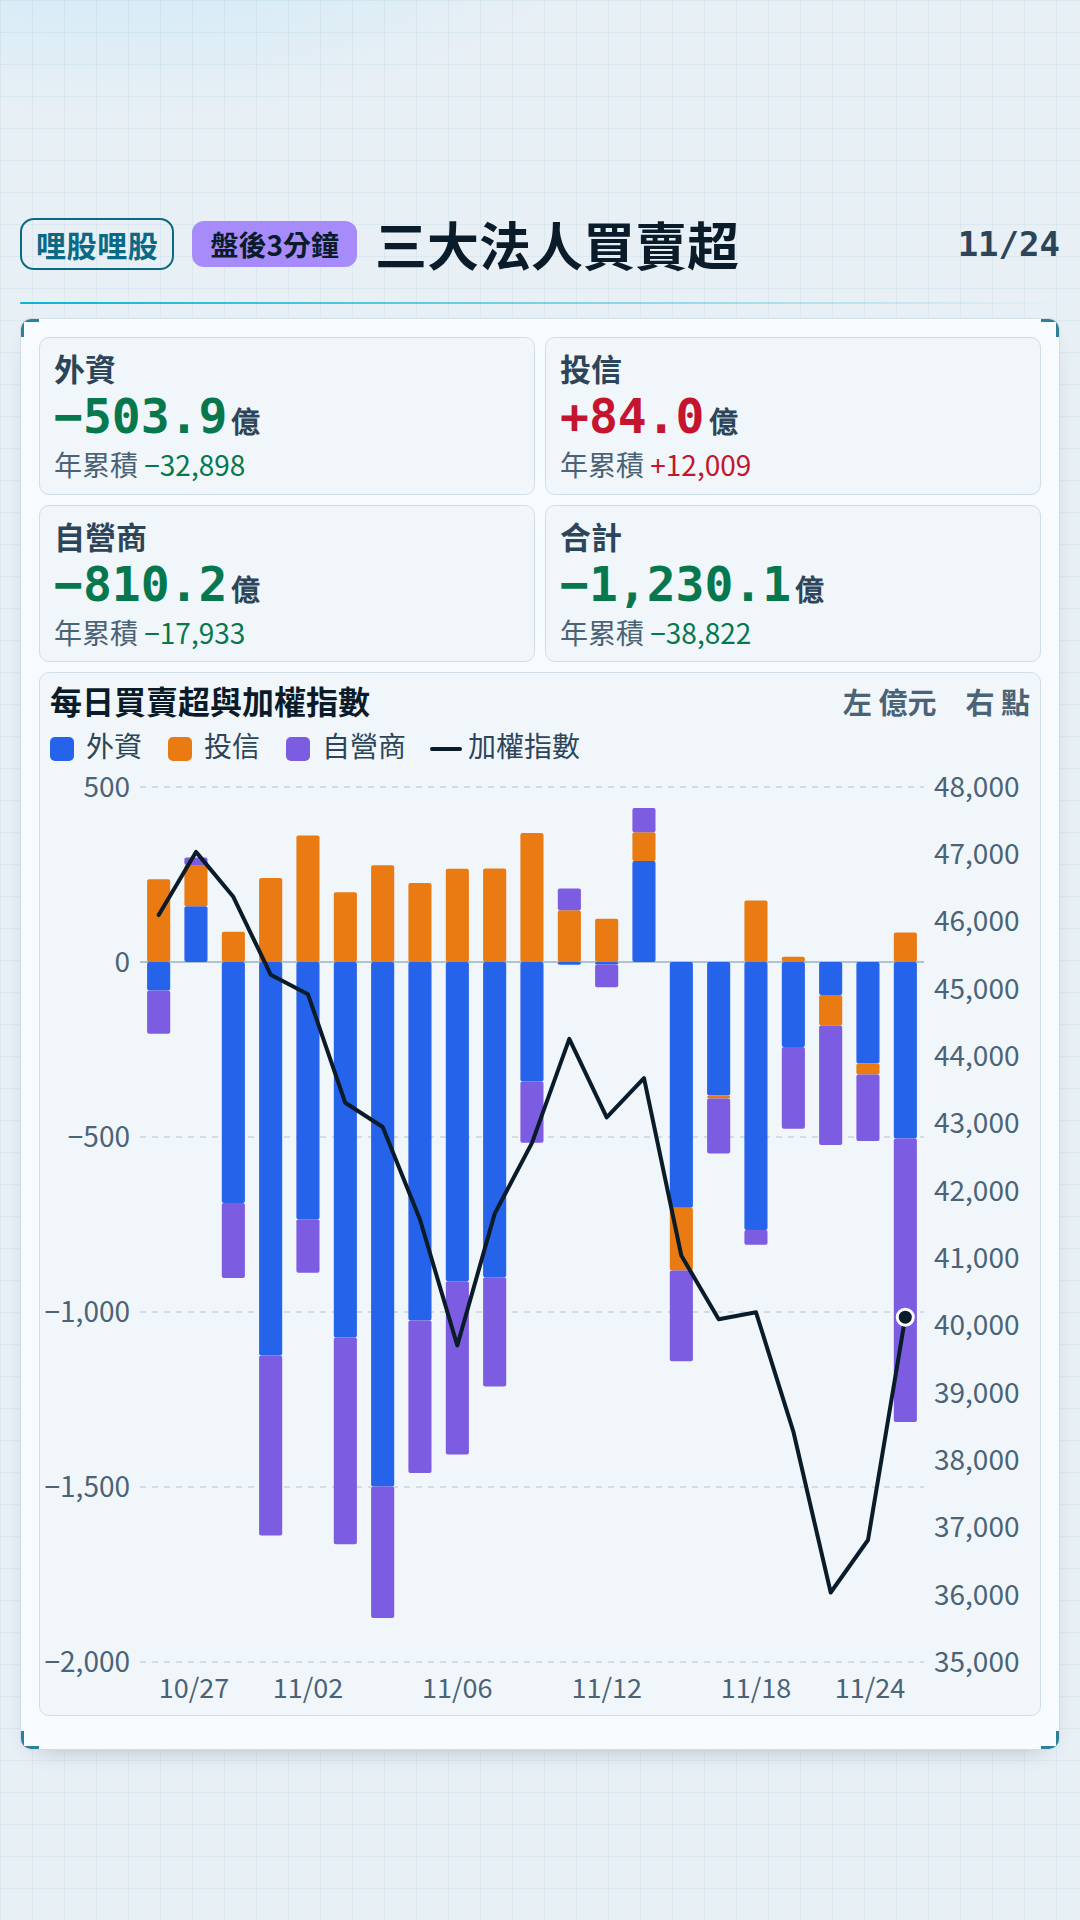 哩股哩股 盤後3分鐘 三大法人買賣超 11/24
外資
−503.9億
年累積 −32,898
投信
+84.0億
年累積 +12,009
自營商
−810.2億
年累積 −17,933
合計
−1,230.1億
年累積 −38,822
每日買賣超與加權指數 左 億元 右 點
外資 投信 自營商 加權指數
500 48,000
47,000
46,000
0
45,000
44,000
−500 43,000
42,000
41,000
−1,000 40,000
39,000
38,000
−1,500
37,000
36,000
−2,000 35,000
10/27 11/02 11/06 11/12 11/18 11/24